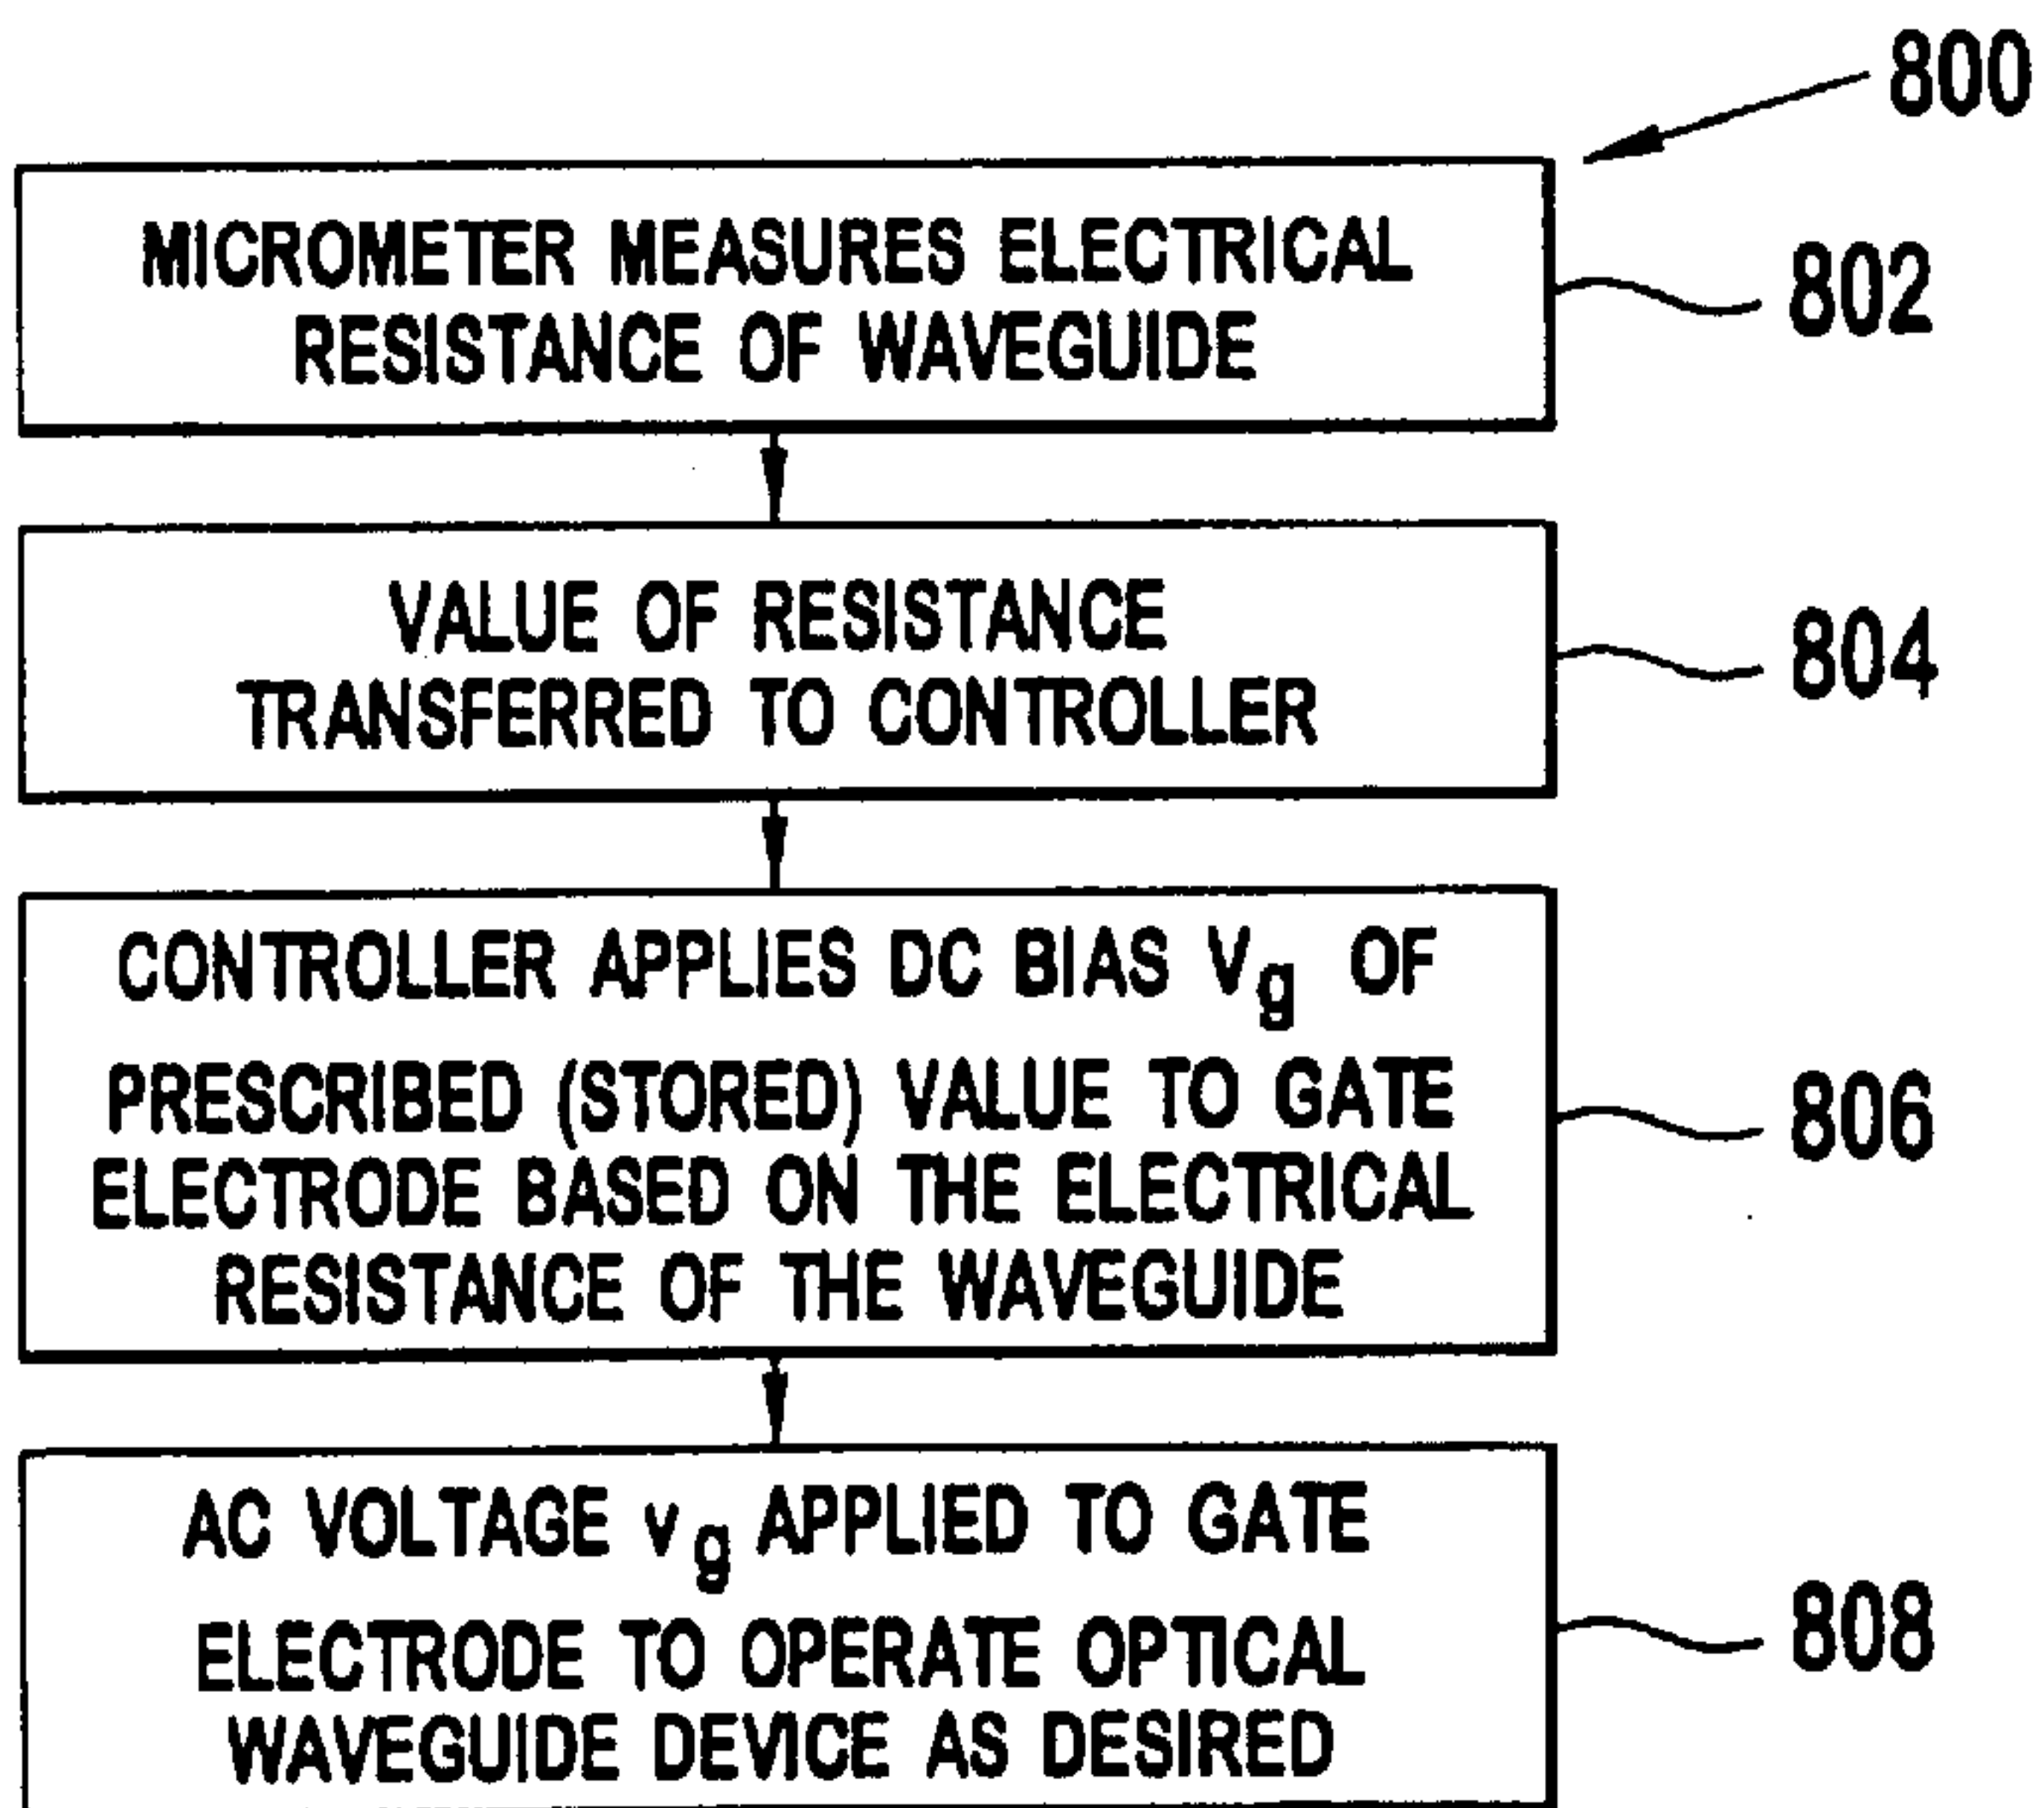 800
MICROMETER MEASURES ELECTRICAL
RESISTANCE OF WAVEGUIDE
802
VALUE OF RESISTANCE
TRANSFERRED TO CONTROLLER
804
CONTROLLER APPLIES DC BIAS Vg OF
PRESCRIBED (STORED) VALUE TO GATE
ELECTRODE BASED ON THE ELECTRICAL
RESISTANCE OF THE WAVEGUIDE
806
AC VOLTAGE vg APPLIED TO GATE
ELECTRODE TO OPERATE OPTICAL
WAVEGUIDE DEVICE AS DESIRED
808